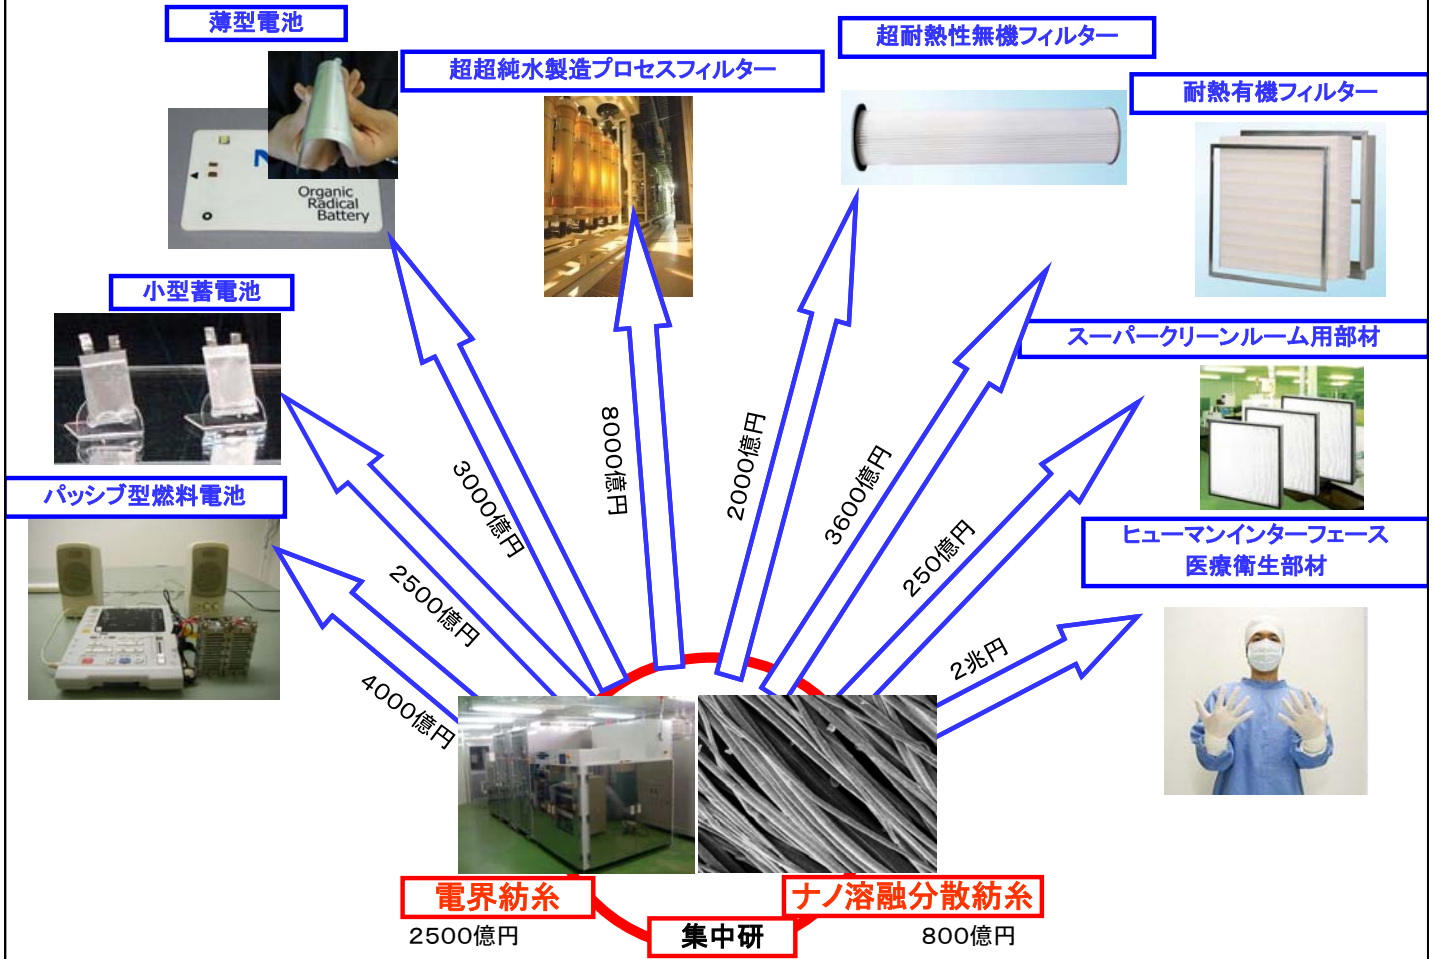 薄型電池
超超純水製造プロセスフィルター
超耐熱性無機フィルター
耐熱有機フィルター
Organic
Radical
Battery
小型蓄電池
スーパークリーンルーム用部材
パッシブ型燃料電池
ヒューマンインターフェース
医療衛生部材
4000億円
2500億円
3000億円
8000億円
2000億円
3600億円
250億円
2兆円
電界紡糸
ナノ溶融分散紡糸
2500億円
集中研
800億円